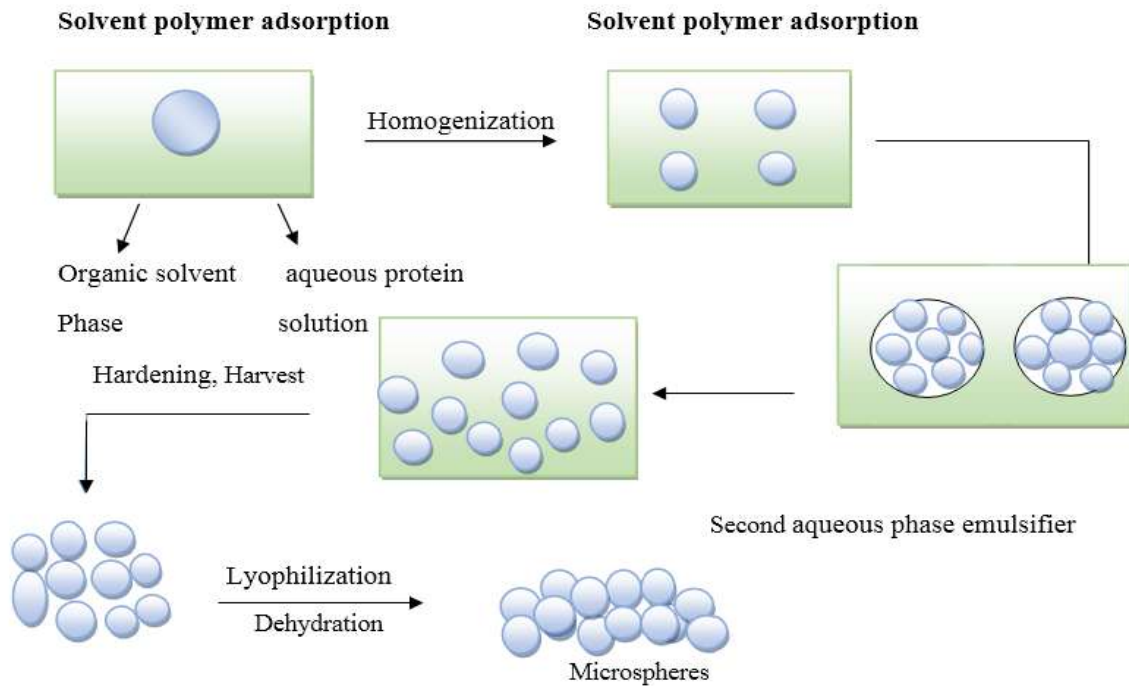 Solvent polymer adsorption
Solvent polymer adsorption
Homogenization
Organic solvent
aqueous protein
Phase
solution
Hardening, Harvest
Second aqueous phase emulsifier
Lyophilization
Dehydration
Microspheres